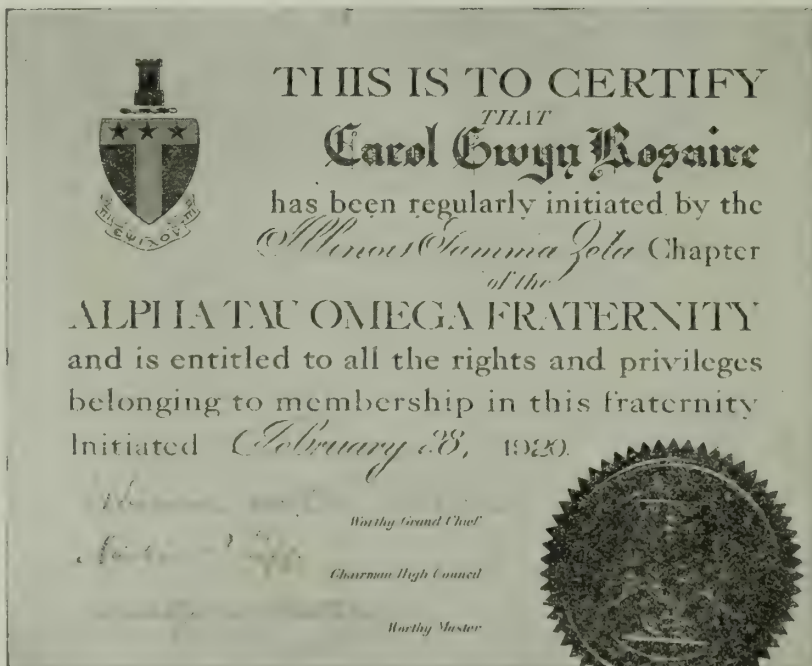 THIS IS TO CERTIFY
THAT
Carol Gwyn Rosaire
has been regularly initiated by the
Illinois Gamma Zeta Chapter
of the
ALPHA TAU OMEGA FRATERNITY
and is entitled to all the rights and privileges
belonging to membership in this fraternity
Initiated February 28, 1920.
Worthy Grand Chief
Chairman High Council
Worthy Master